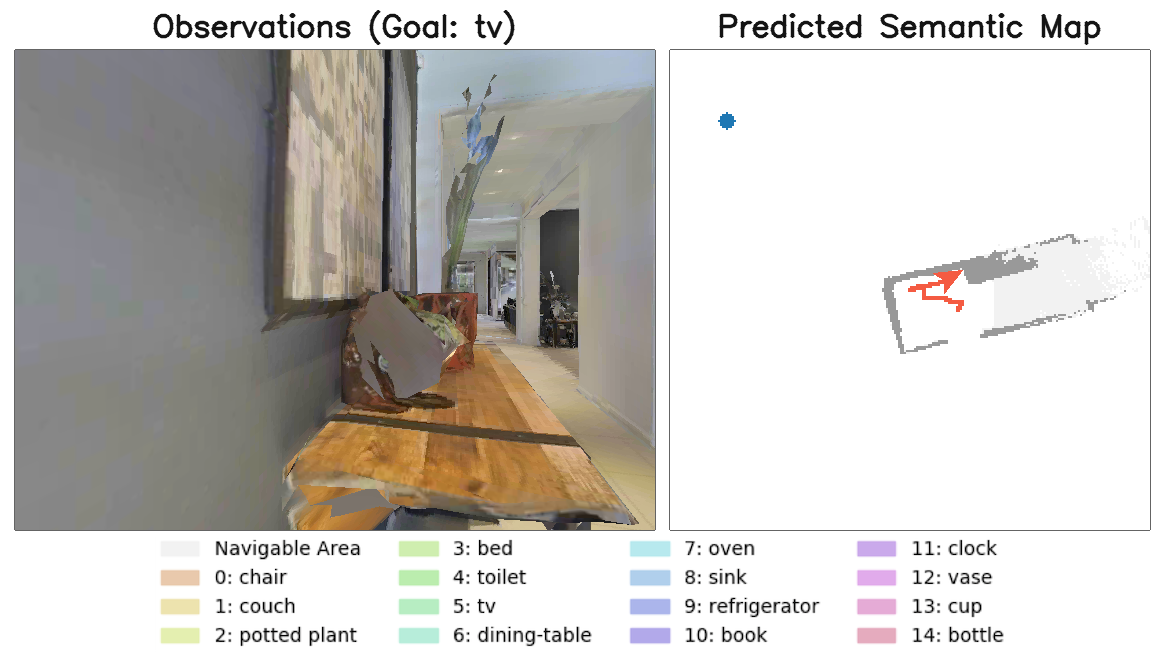 Observations (Goal: tv)
Predicted Semantic Map
Navigable Area
0: chair
1: couch
2: potted plant
3: bed
4: toilet
5: tv
6: dining-table
7: oven
8: sink
9: refrigerator
10: book
11: clock
12: vase
13: cup
14: bottle